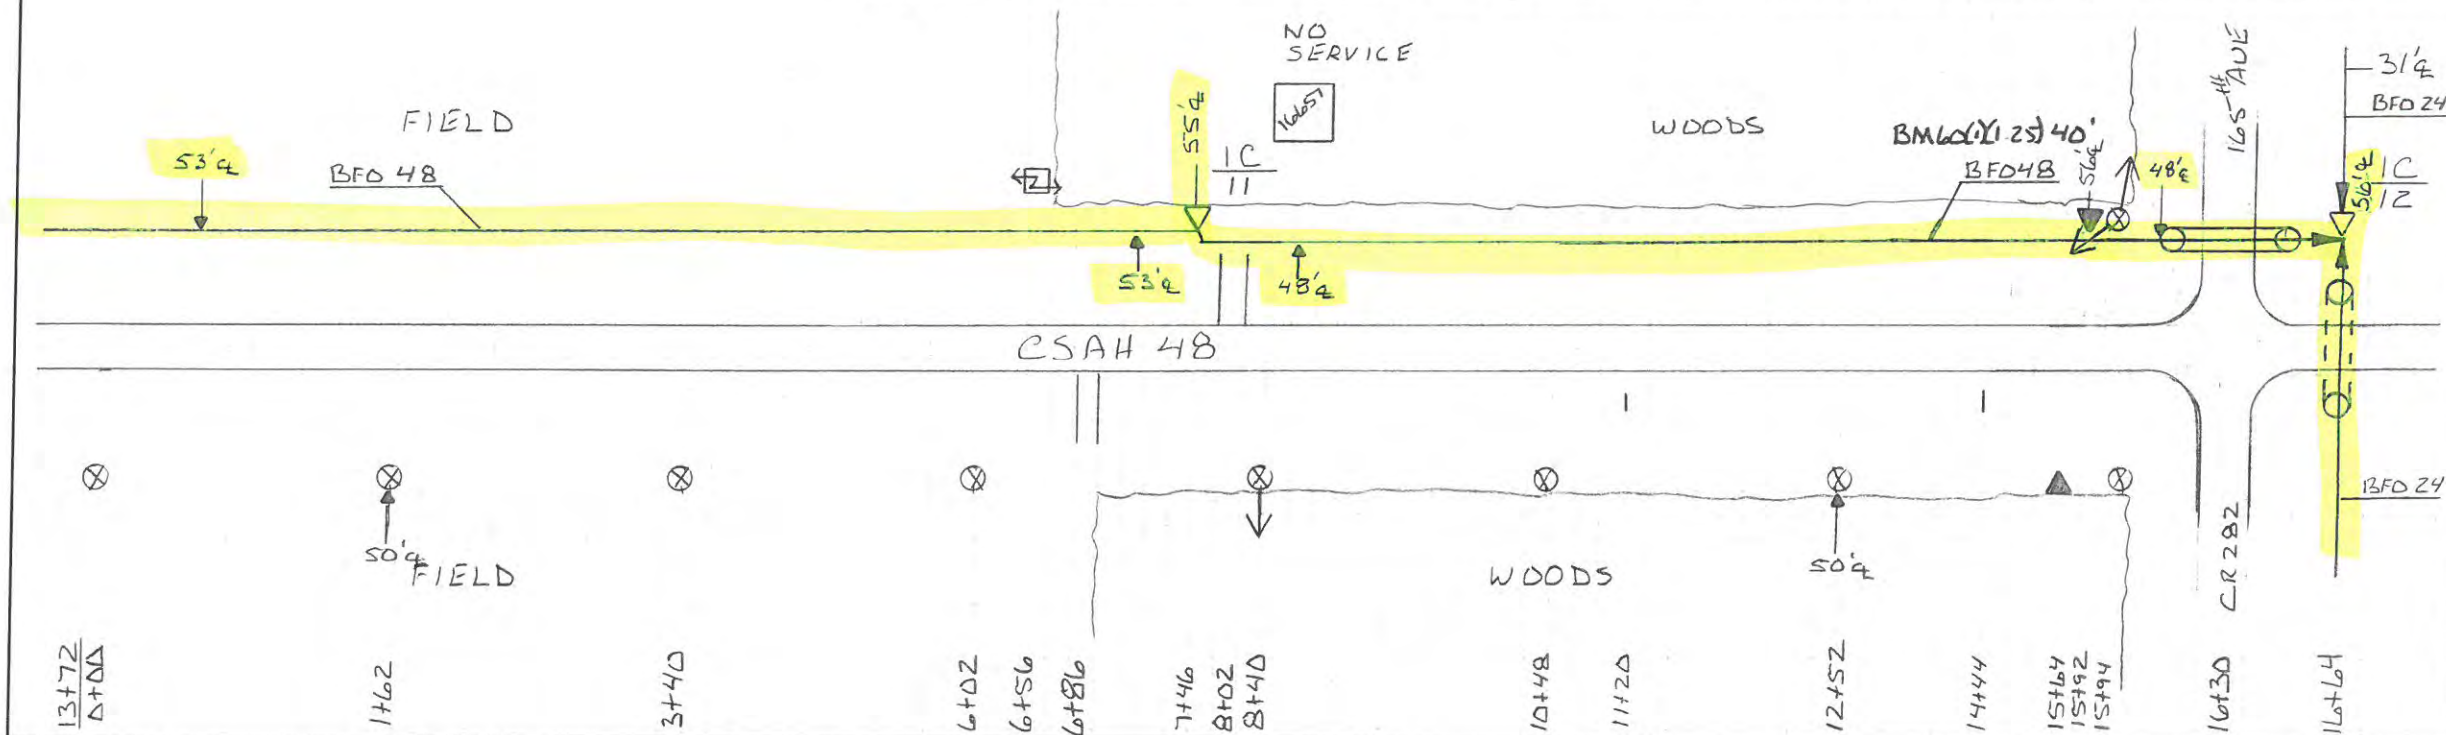 NO
SERVICE
16657
FIELD
WOODS
165TH AVE
31'℄
BFO 24
53'℄
BFO 48
Z
55'℄
1C
11
BM60(1)(1.25) 40'
BFO48
56'℄
48'℄
56'℄
1C
12
53'℄
48'℄
CSAH 48
50'℄
FIELD
WOODS
50'℄
BFO 24
CR 282
13+72
0+00
1+62
3+40
6+02
6+56
6+86
7+46
8+02
8+40
10+48
11+20
12+52
14+44
15+64
15+92
15+94
16+30
16+64